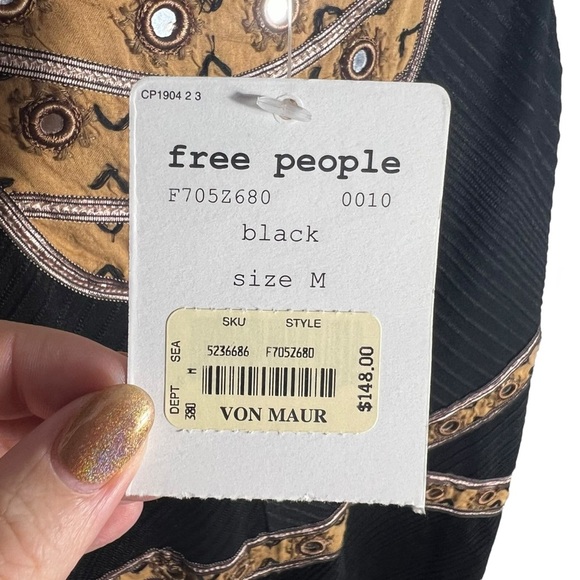 CP1904 2 3
free people
F705Z680 0010
black
size M
SKU STYLE
5236686 F705Z680
VON MAUR
DEPT SEA
380 M
$148.00